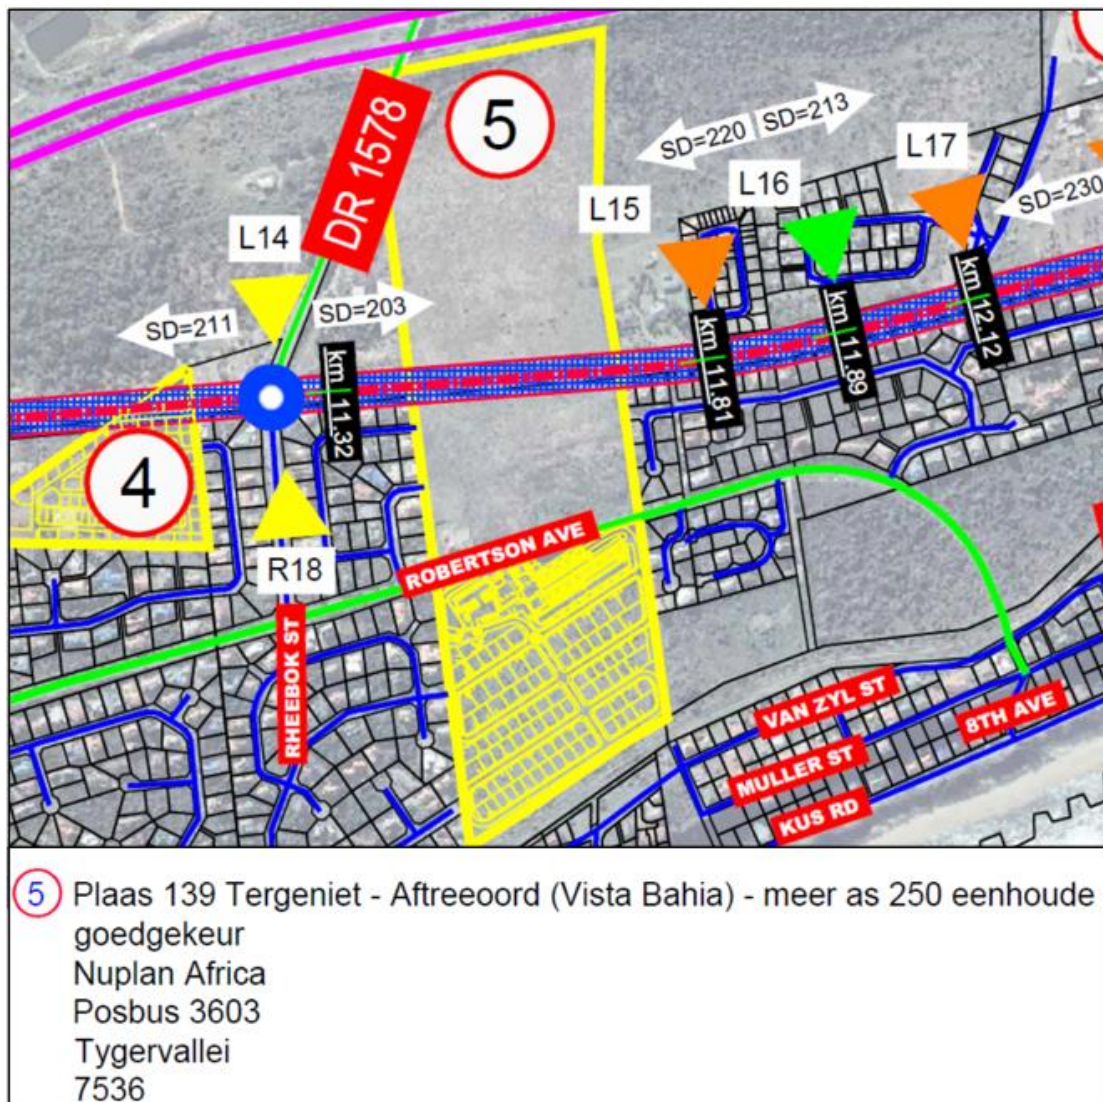 5
DR 1578
SD=220 SD=213
L17
L16
SD=230
L15
L14
SD=211
SD=203
km 11.32
km 11.81
km 11.89
km 12.12
4
R18
ROBERTSON AVE
RHEEBOK ST
VAN ZYL ST
8TH AVE
MULLER ST
KUS RD
5 Plaas 139 Tergeniet - Aftreeoord (Vista Bahia) - meer as 250 eenhoude
goedgekeur
Nuplan Africa
Posbus 3603
Tygervallei
7536